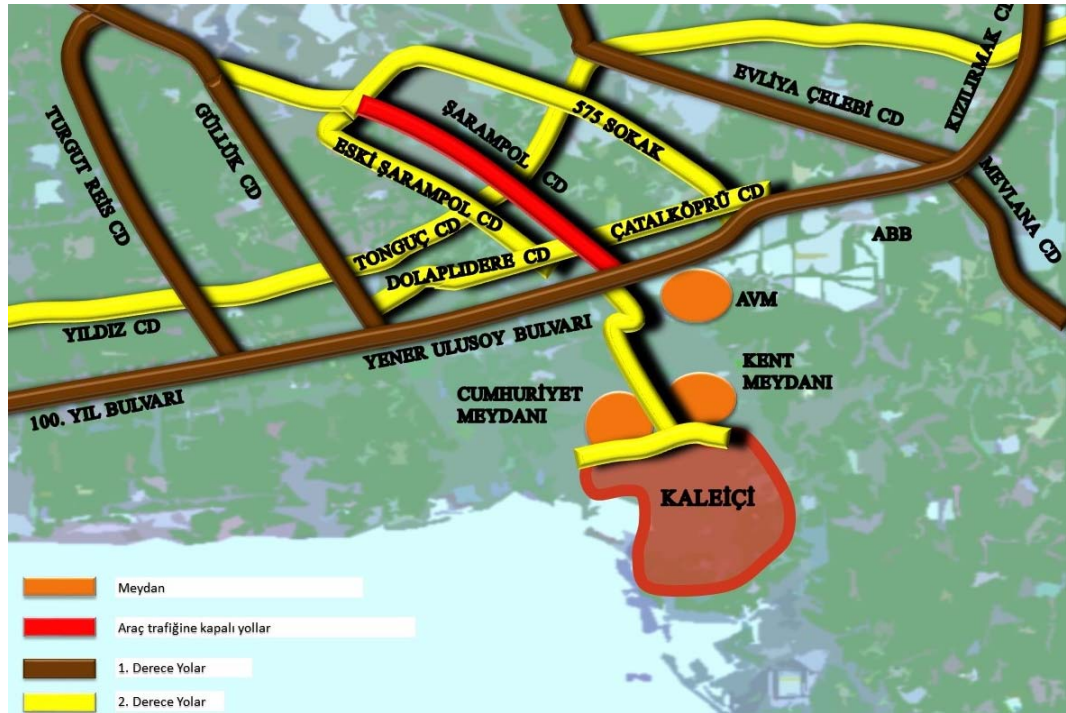 TURGUT REİS CD
GÜLLÜK CD
ŞARAMPOL CD
ESKİ ŞARAMPOL CD
575 SOKAK
EVLİYA ÇELEBİ CD
KIZILIRMAK CD
MEVLANA CD
TONGUÇ CD
DOLAPLIDERE CD
ÇATALKÖPRÜ CD
ABB
YILDIZ CD
AVM
YENER ULUSOY BULVARI
100. YIL BULVARI
CUMHURİYET
MEYDANI
KENT
MEYDANI
KALEİÇİ
Meydan
Araç trafiğine kapalı yollar
1. Derece Yolar
2. Derece Yolar